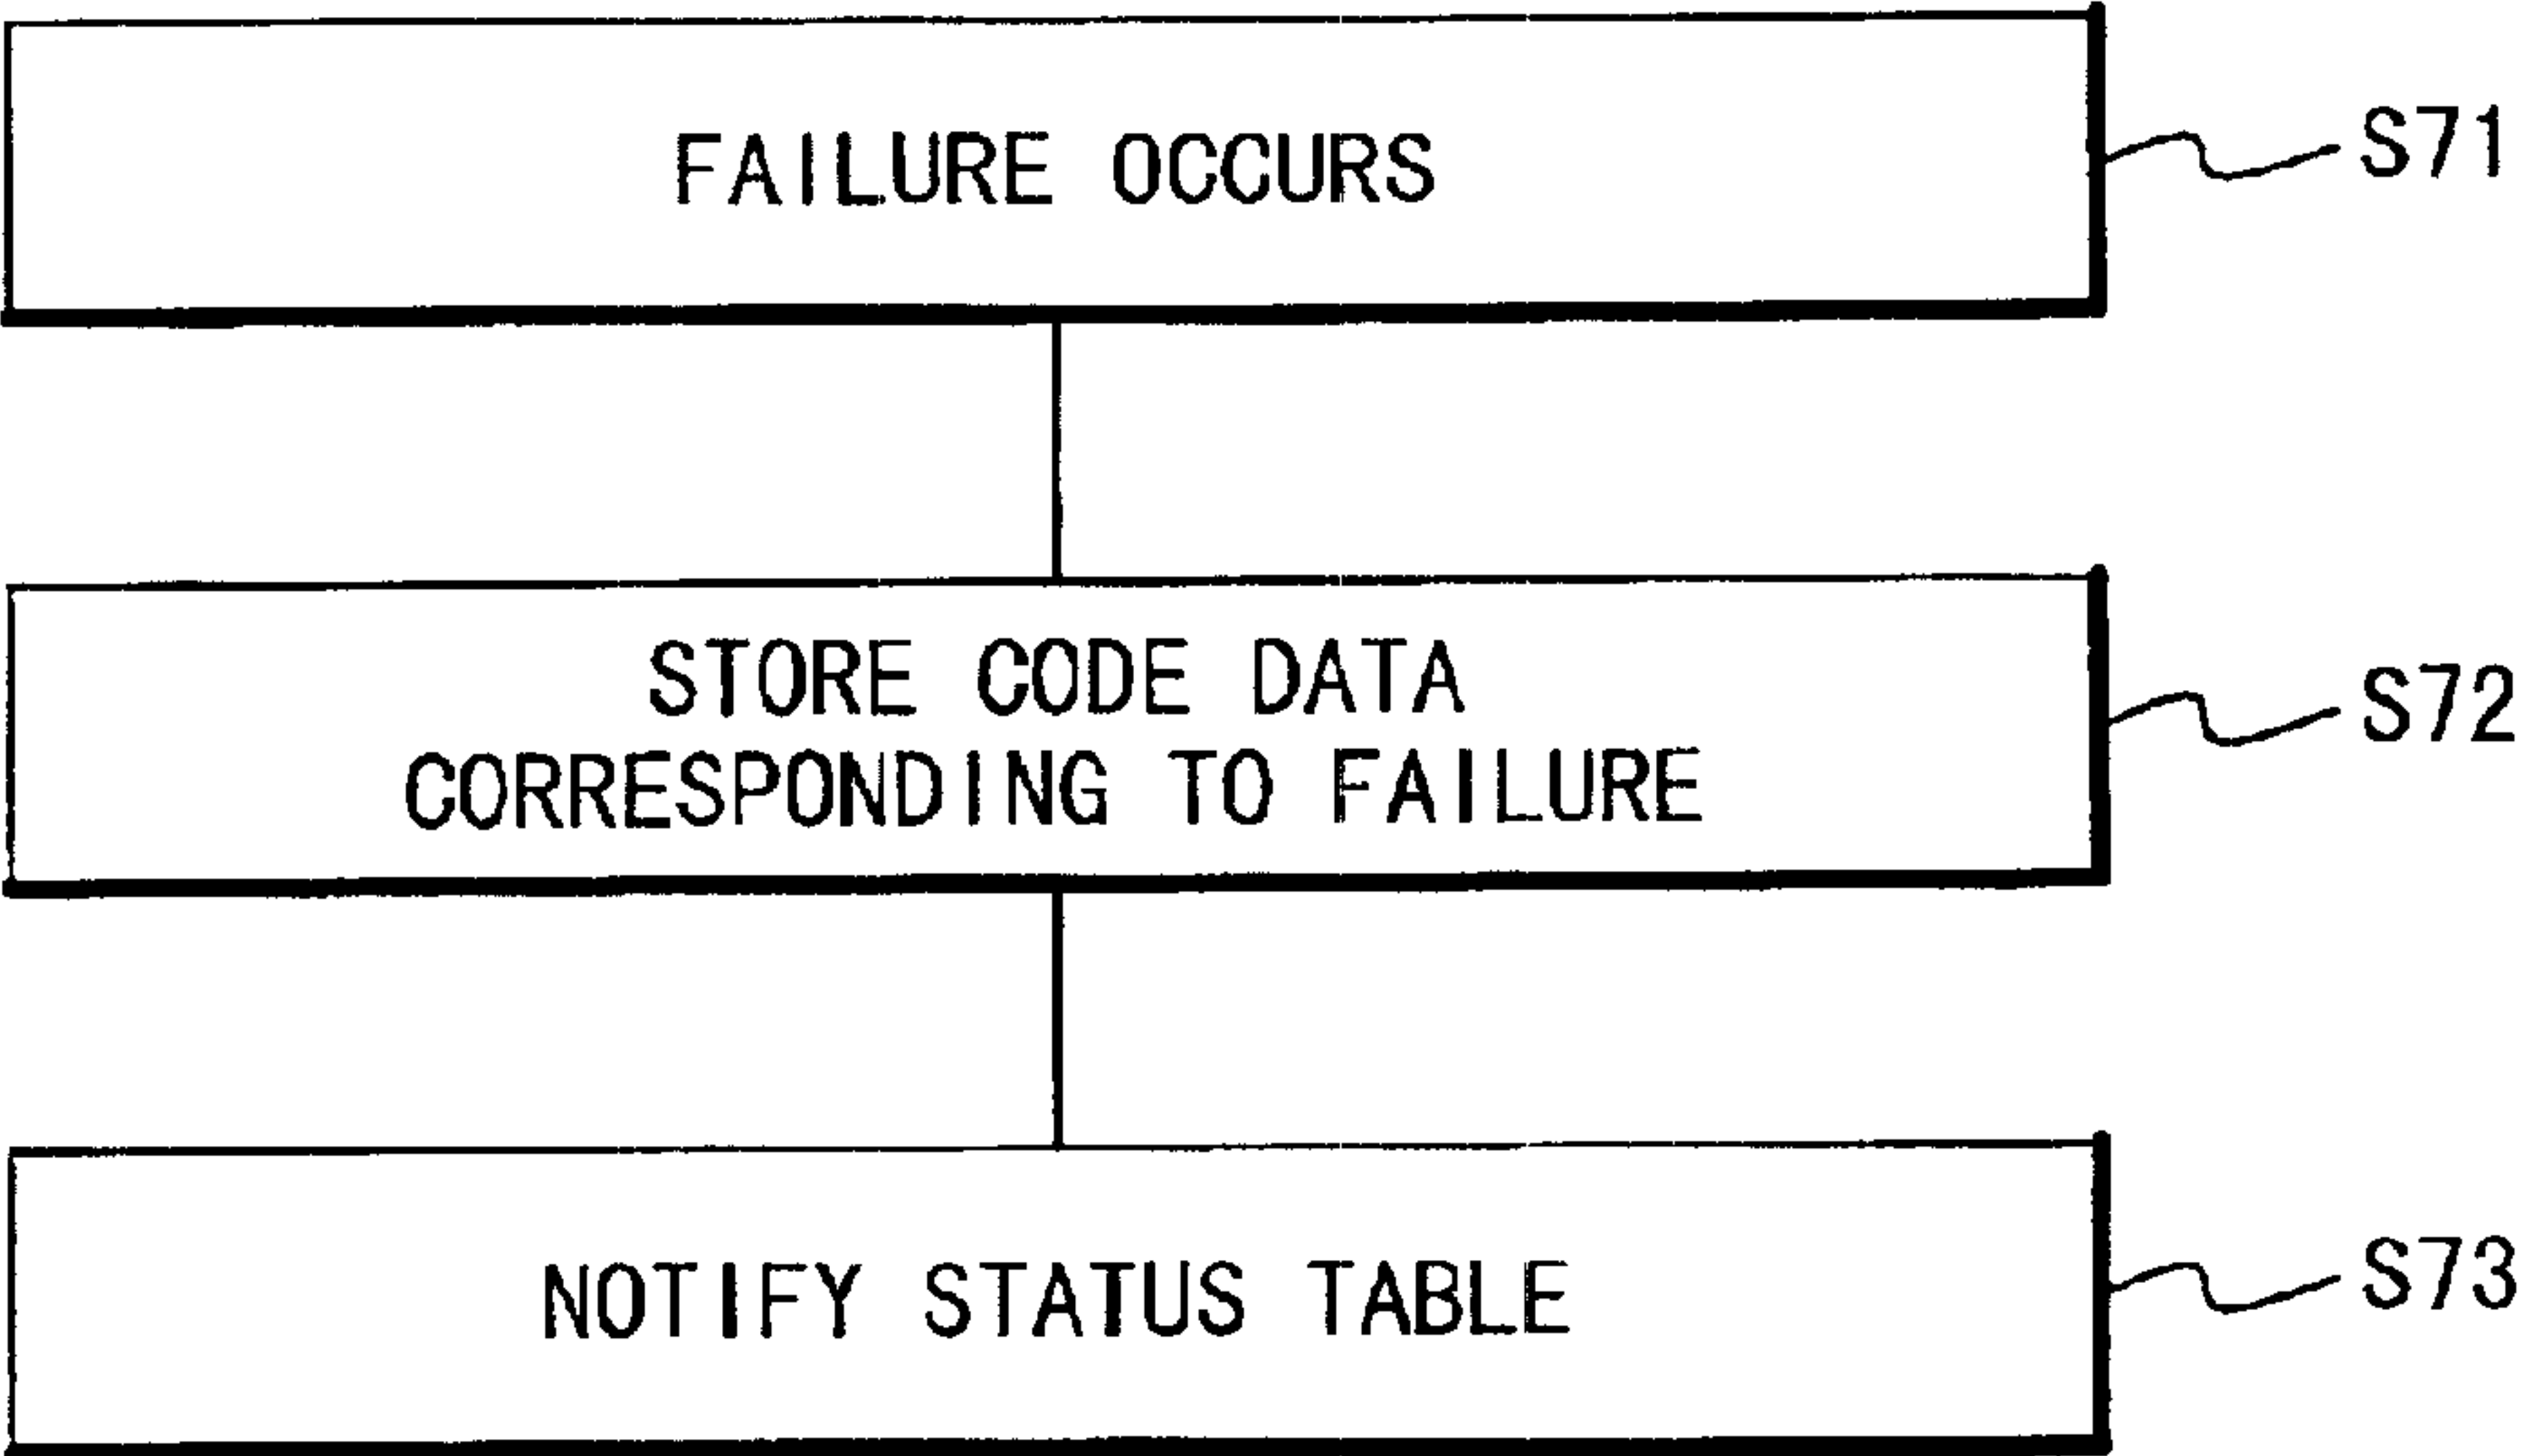 FAILURE OCCURS
S71
STORE CODE DATA
CORRESPONDING TO FAILURE
S72
NOTIFY STATUS TABLE
S73